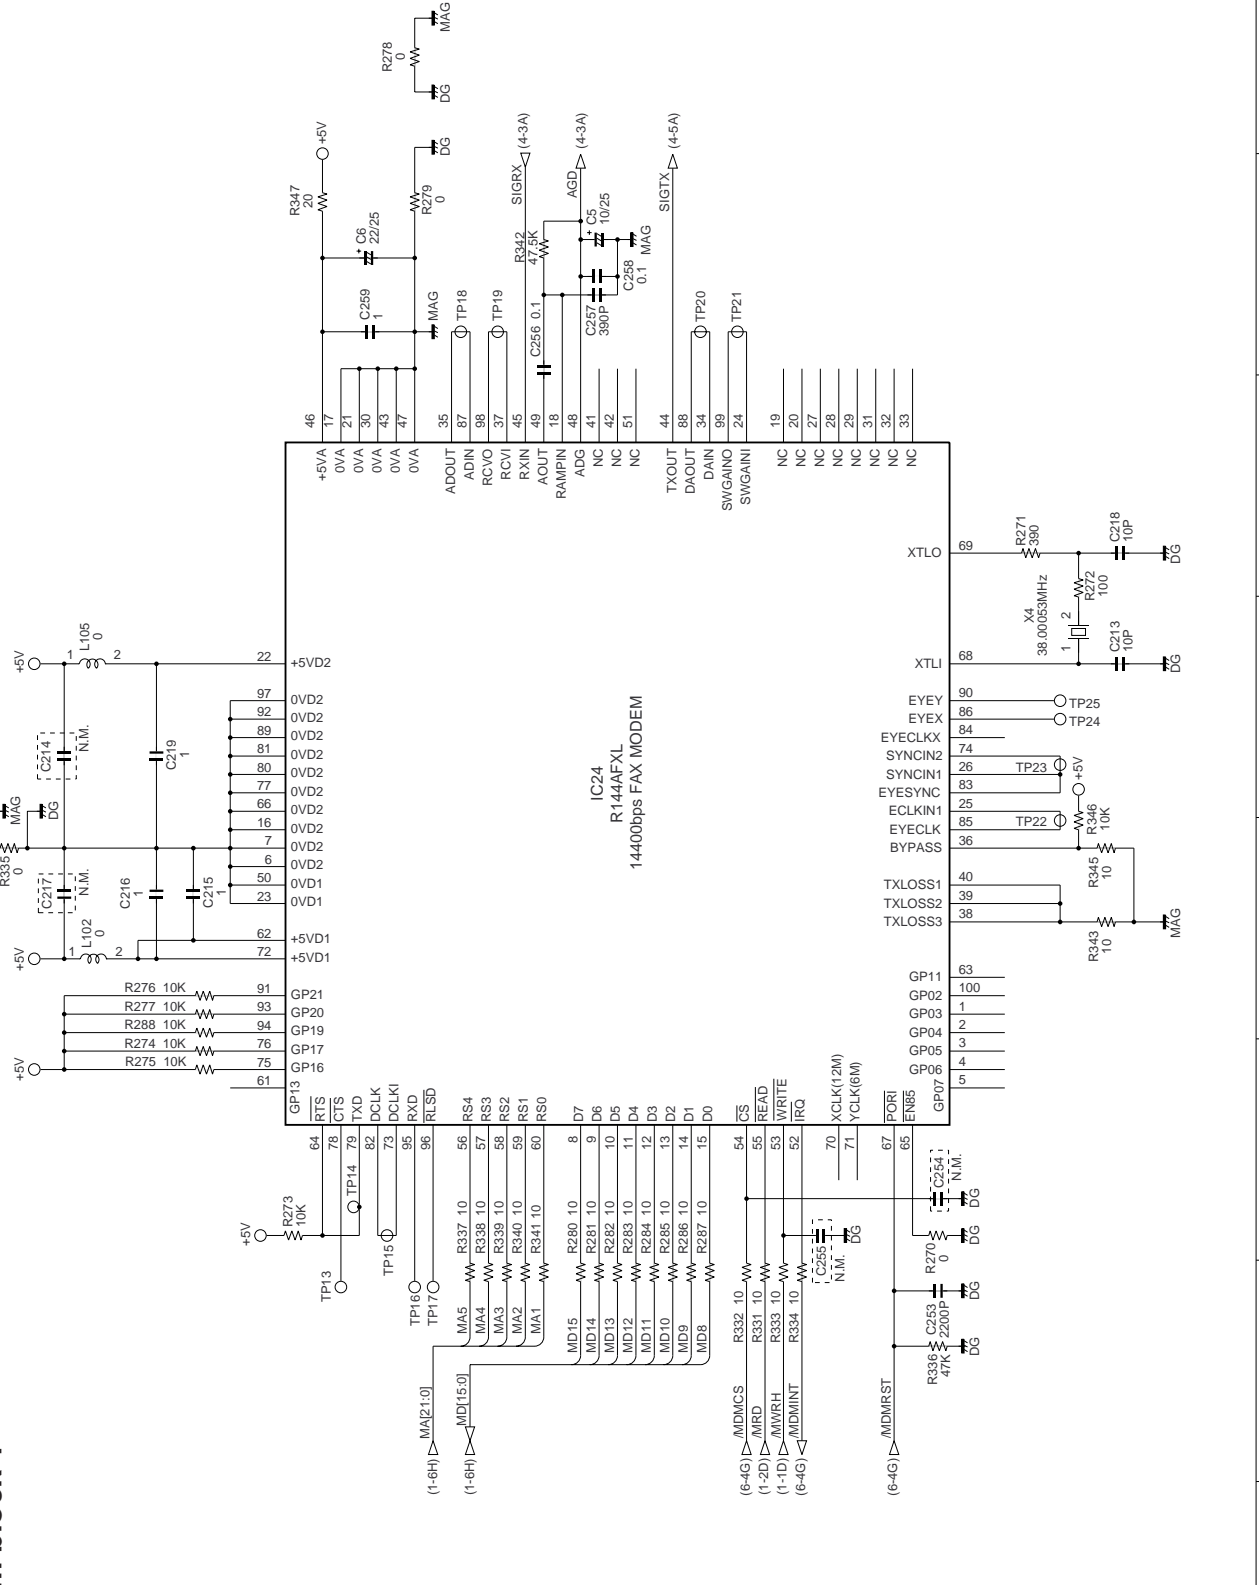 R278
0
MAG
DG
R347
20
+5V
C6
+
22/25
C259
1
R279
0
DG
MAG
TP18
TP19
SIGRX
(4-3A)
AGD
(4-3A)
R342
47.5K
+
C5
10/25
MAG
C256 0.1
C257
390P
C258
0.1
SIGTX
(4-5A)
TP20
TP21
46
17
21
30
43
47
35
87
98
37
45
49
18
48
41
42
51
44
88
34
99
24
19
20
27
28
29
31
32
33
+5VA
0VA
0VA
0VA
0VA
0VA
ADOUT
ADIN
RCVO
RCVI
RXIN
AOUT
RAMPIN
ADG
NC
NC
NC
TXOUT
DAOUT
DAIN
SWGAINO
SWGAINI
NC
NC
NC
NC
NC
NC
NC
NC
IC24
R144AFXL
14400bps FAX MODEM
+5V
1
L105
0
2
22 +5VD2
97 0VD2
92 0VD2
89 0VD2
81 0VD2
80 0VD2
77 0VD2
66 0VD2
16 0VD2
7 0VD2
6 0VD2
50 0VD1
23 0VD1
62 +5VD1
72 +5VD1
C214
N.M.
C219
1
MAG
DG
R335
0
C217
N.M.
C216
1
C215
1
+5V
1
L102
0
2
R276 10K 91 GP21
R277 10K 93 GP20
R288 10K 94 GP19
R274 10K 76 GP17
R275 10K 75 GP16
+5V
61
GP13
XTLO 69
R271
390
C218
10P
DG
R272
100
X4
38.00053MHz
1
2
XTLI 68
C213
10P
DG
EYEY 90 TP25
EYEX 86 TP24
EYECLKX 84
SYNCIN2 74
SYNCIN1 26 TP23
EYESYNC 83
ECLKIN1 25
EYECLK 85 TP22
BYPASS 36
+5V
R346
10K
R345
10
TXLOSS1 40
TXLOSS2 39
TXLOSS3 38
R343
10
MAG
GP11 63
GP02 100
GP03 1
GP04 2
GP05 3
GP06 4
GP07 5
RTS
CTS
TXD
DCLK
DCLKI
RXD
RLSD
RS4
RS3
RS2
RS1
RS0
D7
D6
D5
D4
D3
D2
D1
D0
CS
READ
WRITE
IRQ
XCLK(12M)
YCLK(6M)
PORI
EN85
64
78
79
82
73
95
96
56
57
58
59
60
8
9
10
11
12
13
14
15
54
55
53
52
70
71
67
65
+5V
R273
10K
TP13
TP14
TP15
TP16
TP17
R337 10
R338 10
R339 10
R340 10
R341 10
MA5
MA4
MA3
MA2
MA1
MA[21:0]
(1-6H)
R280 10
R281 10
R282 10
R283 10
R284 10
R285 10
R286 10
R287 10
MD15
MD14
MD13
MD12
MD11
MD10
MD9
MD8
MD[15:0]
(1-6H)
R332 10
R331 10
R333 10
R334 10
/MDMCS
/MRD
/MWRH
/MDMINT
(6-4G)
(1-2D)
(1-1D)
(6-4G)
C255
N.M.
DG
C254
N.M.
DG
R270
0
DG
C253
2200P
DG
R336
47K
DG
/MDMRST
(6-4G)